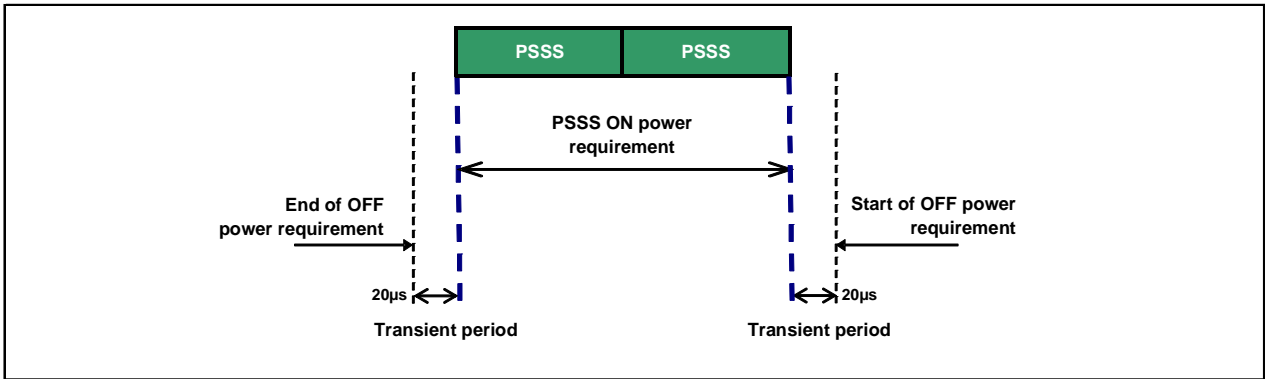 PSSS PSSS
PSSS ON power
requirement
End of OFF
power requirement
Start of OFF power
requirement
20µs
20µs
Transient period
Transient period